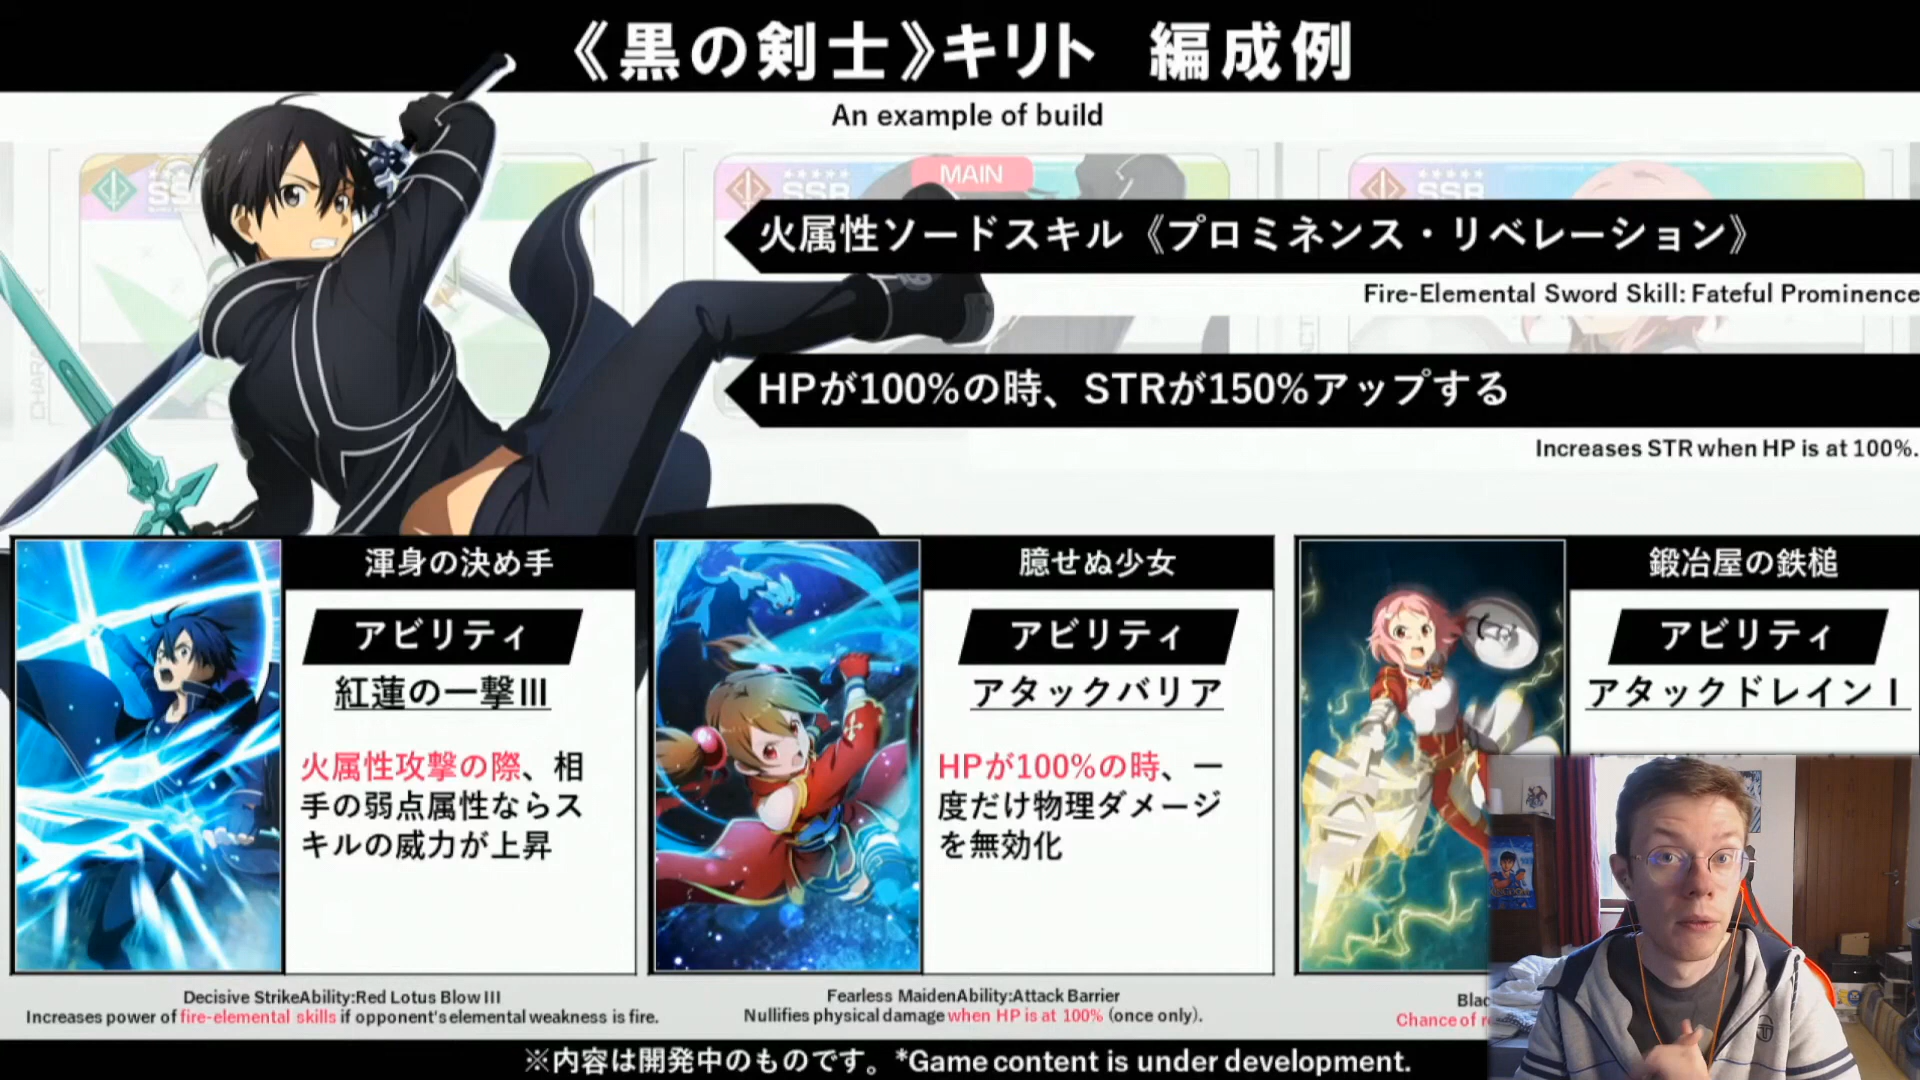 《黒の剣士》キリト 編成例
An example of build
MAIN
SSR
SSR
火属性ソードスキル《プロミネンス・リベレーション》
Fire-Elemental Sword Skill: Fateful Prominence
HPが100%の時、STRが150%アップする
Increases STR when HP is at 100%.
渾身の決め手
アビリティ
紅蓮の一撃III
火属性攻撃の際、相
手の弱点属性ならス
キルの威力が上昇
臆せぬ少女
アビリティ
アタックバリア
HPが100%の時、一
度だけ物理ダメージ
を無効化
鍛冶屋の鉄槌
アビリティ
アタックドレインI
Decisive StrikeAbility:Red Lotus Blow III
Increases power of fire-elemental skills if opponent's elemental weakness is fire.
Fearless MaidenAbility:Attack Barrier
Nullifies physical damage when HP is at 100% (once only).
Chance of
※内容は開発中のものです。*Game content is under development.